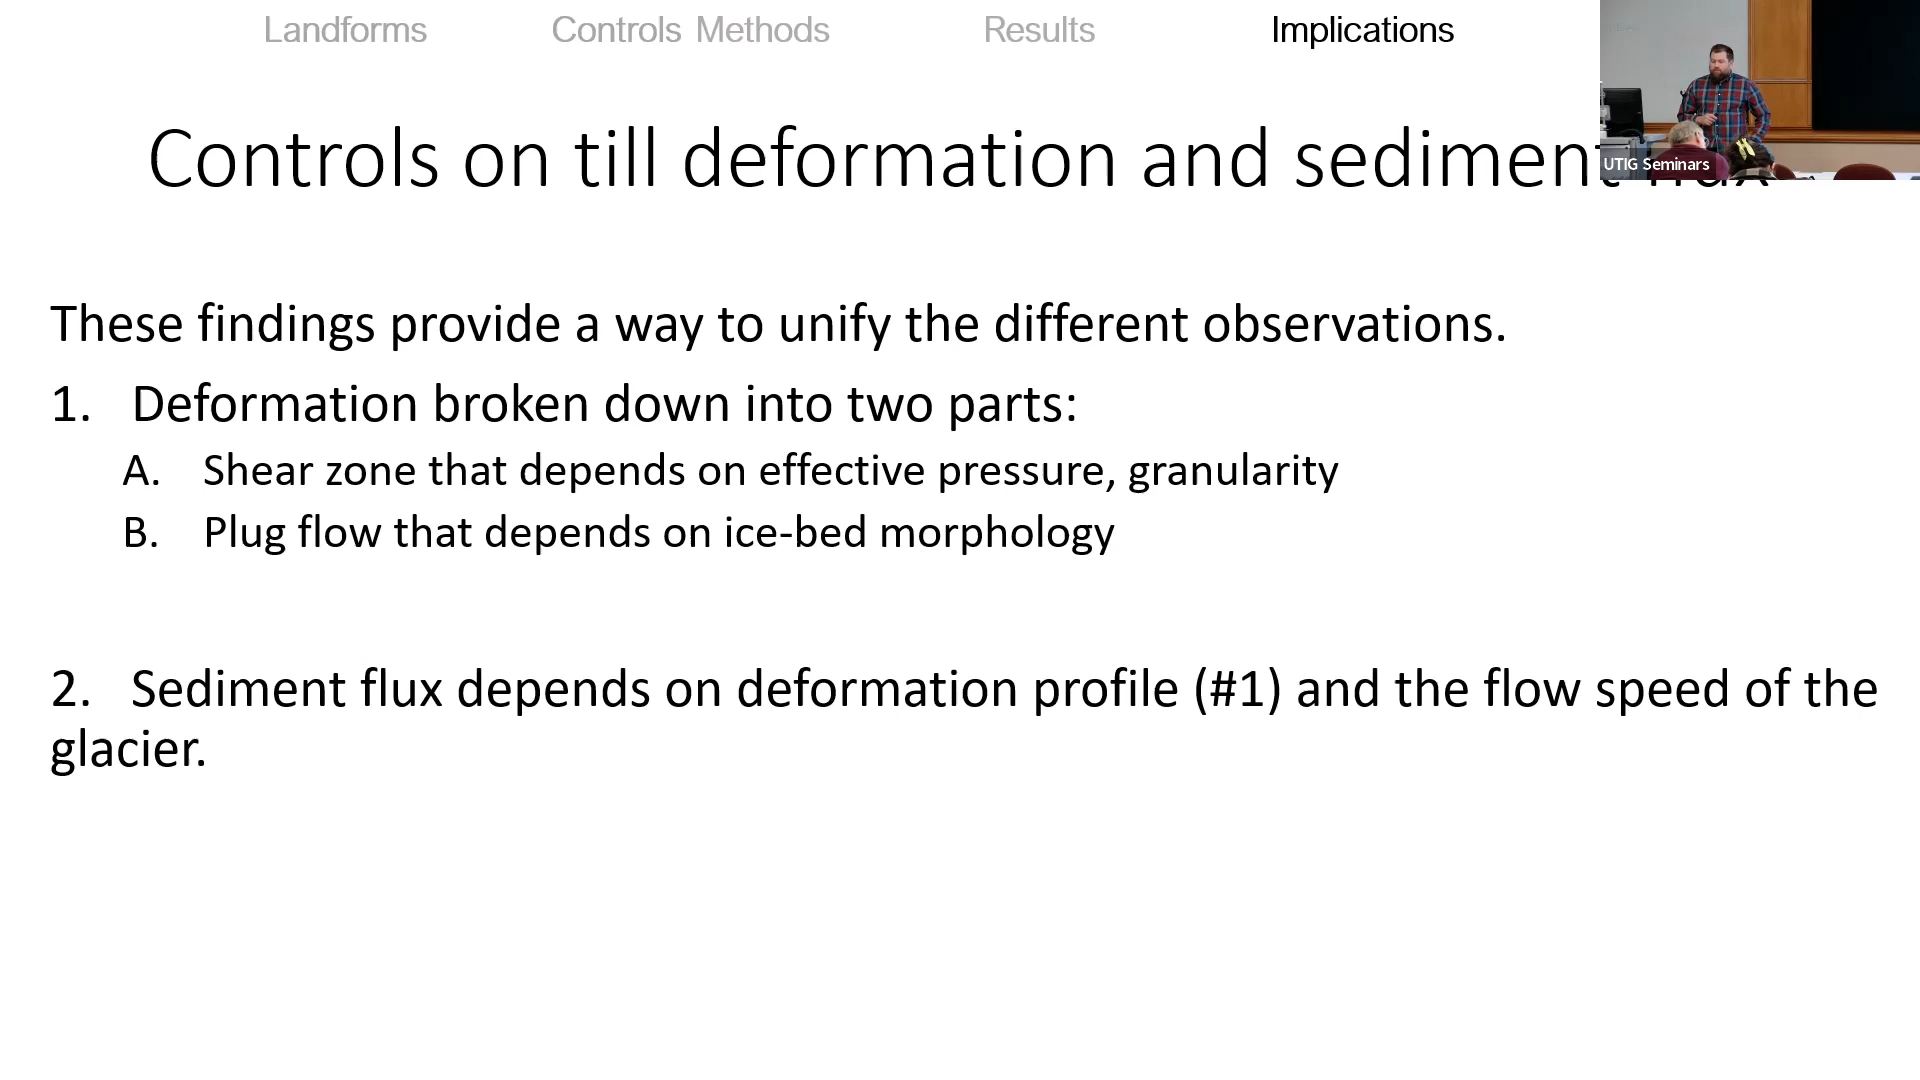 Landforms Controls Methods Results Implications
Controls on till deformation and sediment
UTIG Seminars
These findings provide a way to unify the different observations.
1. Deformation broken down into two parts:
A. Shear zone that depends on effective pressure, granularity
B. Plug flow that depends on ice-bed morphology
2. Sediment flux depends on deformation profile (#1) and the flow speed of the
glacier.